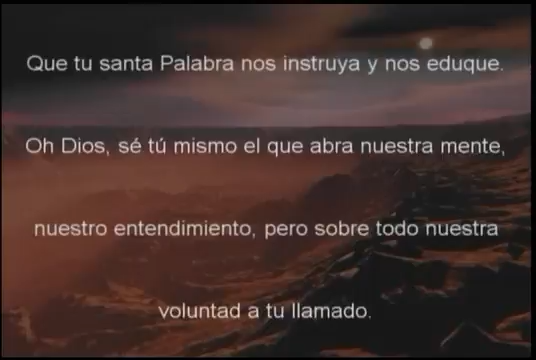 Que tu santa Palabra nos instruya y nos eduque.
Oh Dios, sé tú mismo el que abra nuestra mente,
nuestro entendimiento, pero sobre todo nuestra
voluntad a tu llamado.